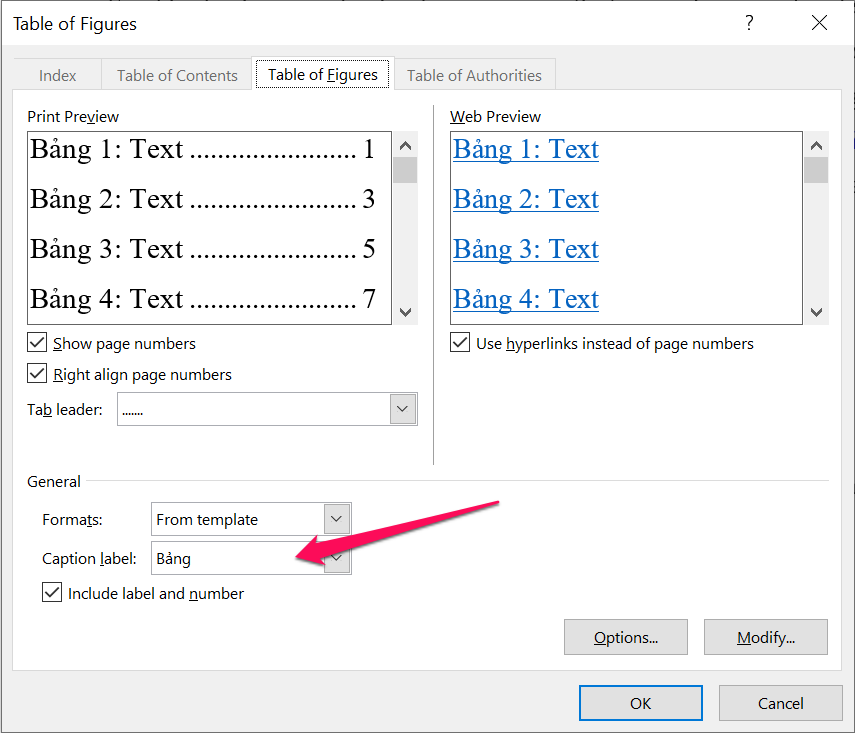 Table of Figures
?
Index
Table of Contents
Table of Figures
Table of Authorities
Print Preview
Bảng 1: Text ........................ 1
Bảng 2: Text ........................ 3
Bảng 3: Text ........................ 5
Bảng 4: Text ........................ 7
Show page numbers
Right align page numbers
Tab leader: .......
Web Preview
Bảng 1: Text
Bảng 2: Text
Bảng 3: Text
Bảng 4: Text
Use hyperlinks instead of page numbers
General
Formats: From template
Caption label: Bảng
Include label and number
Options...
Modify...
OK
Cancel